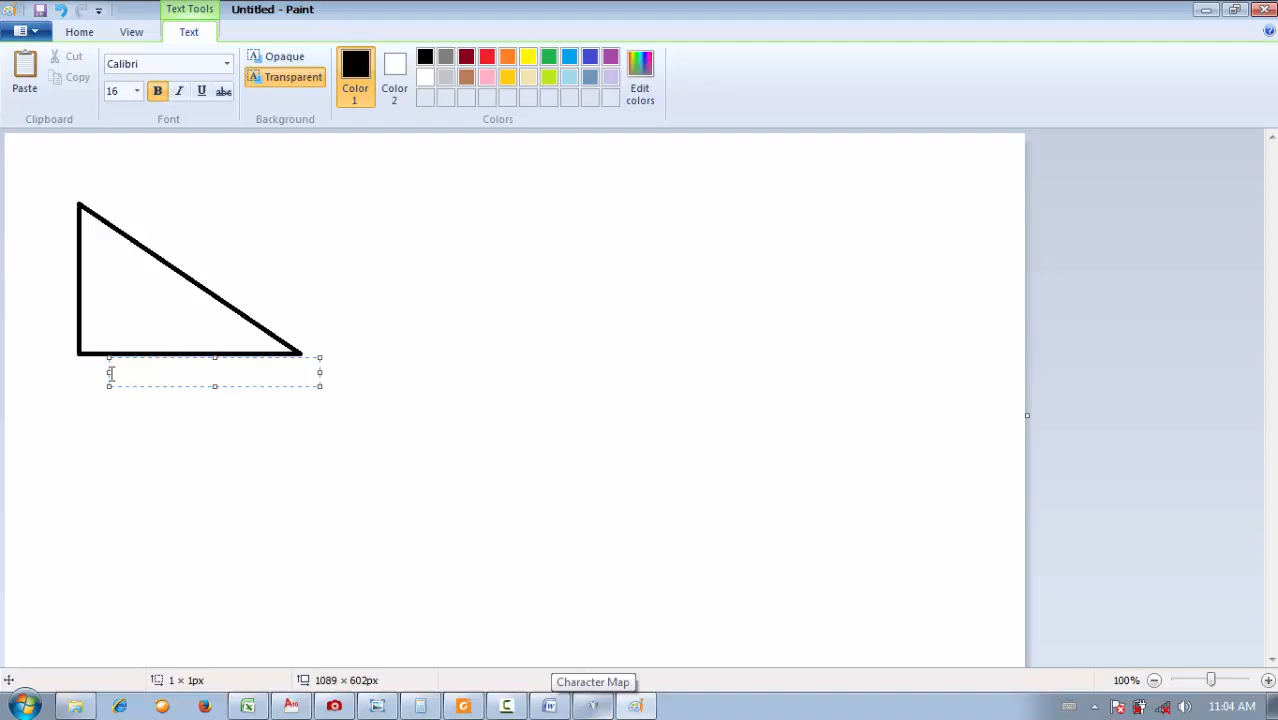 Text Tools
Untitled - Paint
Home
View
Text
Paste
Cut
Copy
Clipboard
Calibri
16
B
I
U
abc
Font
A Opaque
A Transparent
Background
Color 1
Color 2
Edit colors
Colors
1 × 1px
1089 × 602px
Character Map
100%
11:04 AM